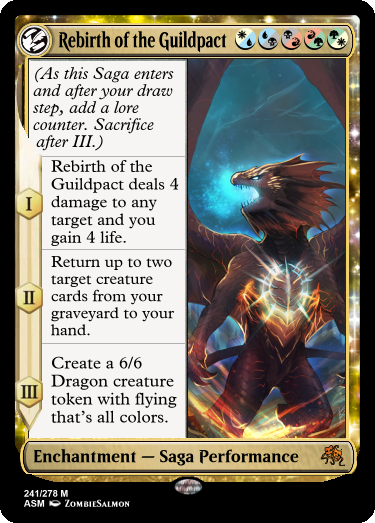 Rebirth of the Guildpact
(As this Saga enters
and after your draw
step, add a lore
counter. Sacrifice
after III.)
I
Rebirth of the
Guildpact deals 4
damage to any
target and you
gain 4 life.
II
Return up to two
target creature
cards from your
graveyard to your
hand.
III
Create a 6/6
Dragon creature
token with flying
that's all colors.
Enchantment — Saga Performance
241/278 M
ASM ZombieSalmon